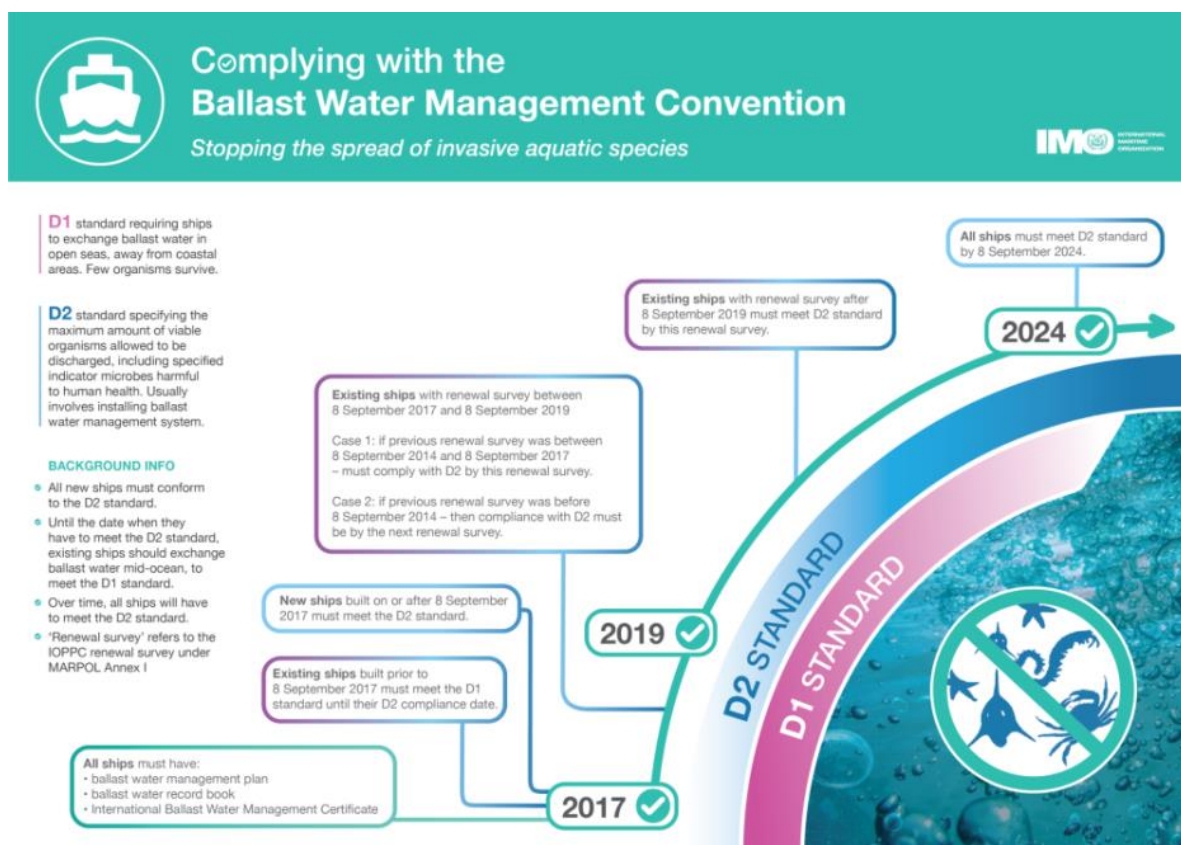 Complying with the
Ballast Water Management Convention
Stopping the spread of invasive aquatic species
IMO
INTERNATIONAL
MARITIME
ORGANIZATION
D1 standard requiring ships
to exchange ballast water in
open seas, away from coastal
areas. Few organisms survive.
D2 standard specifying the
maximum amount of viable
organisms allowed to be
discharged, including specified
indicator microbes harmful
to human health. Usually
involves installing ballast
water management system.
BACKGROUND INFO
All new ships must conform
to the D2 standard.
Until the date when they
have to meet the D2 standard,
existing ships should exchange
ballast water mid-ocean, to
meet the D1 standard.
Over time, all ships will have
to meet the D2 standard.
‘Renewal survey’ refers to the
IOPPC renewal survey under
MARPOL Annex I
All ships must meet D2 standard
by 8 September 2024.
2024
Existing ships with renewal survey after
8 September 2019 must meet D2 standard
by this renewal survey.
Existing ships with renewal survey between
8 September 2017 and 8 September 2019
Case 1: if previous renewal survey was between
8 September 2014 and 8 September 2017
– must comply with D2 by this renewal survey.
Case 2: if previous renewal survey was before
8 September 2014 – then compliance with D2 must
be by the next renewal survey.
2019
New ships built on or after 8 September
2017 must meet the D2 standard.
Existing ships built prior to
8 September 2017 must meet the D1
standard until their D2 compliance date.
All ships must have:
• ballast water management plan
• ballast water record book
• International Ballast Water Management Certificate
2017
D2 STANDARD
D1 STANDARD